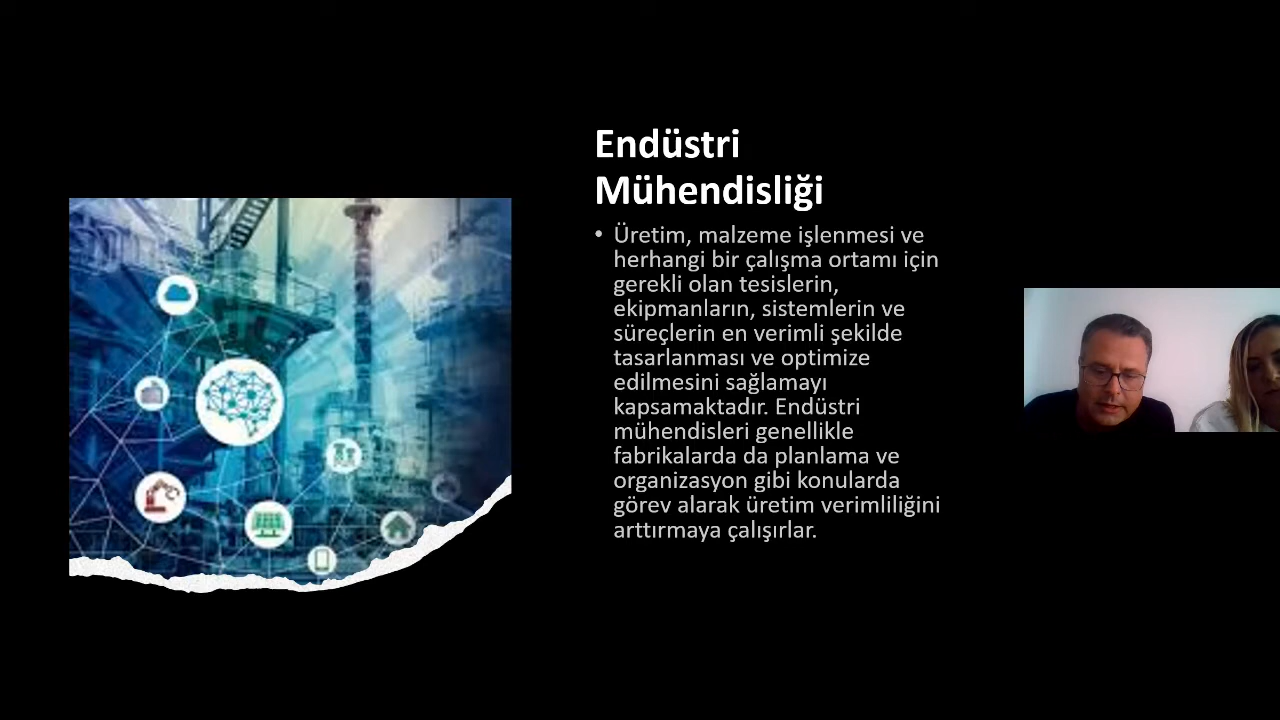 Endüstri
Mühendisliği
• Üretim, malzeme işlenmesi ve
herhangi bir çalışma ortamı için
gerekli olan tesislerin,
ekipmanların, sistemlerin ve
süreçlerin en verimli şekilde
tasarlanması ve optimize
edilmesini sağlamayı
kapsamaktadır. Endüstri
mühendisleri genellikle
fabrikalarda da planlama ve
organizasyon gibi konularda
görev alarak üretim verimliliğini
arttırmaya çalışırlar.